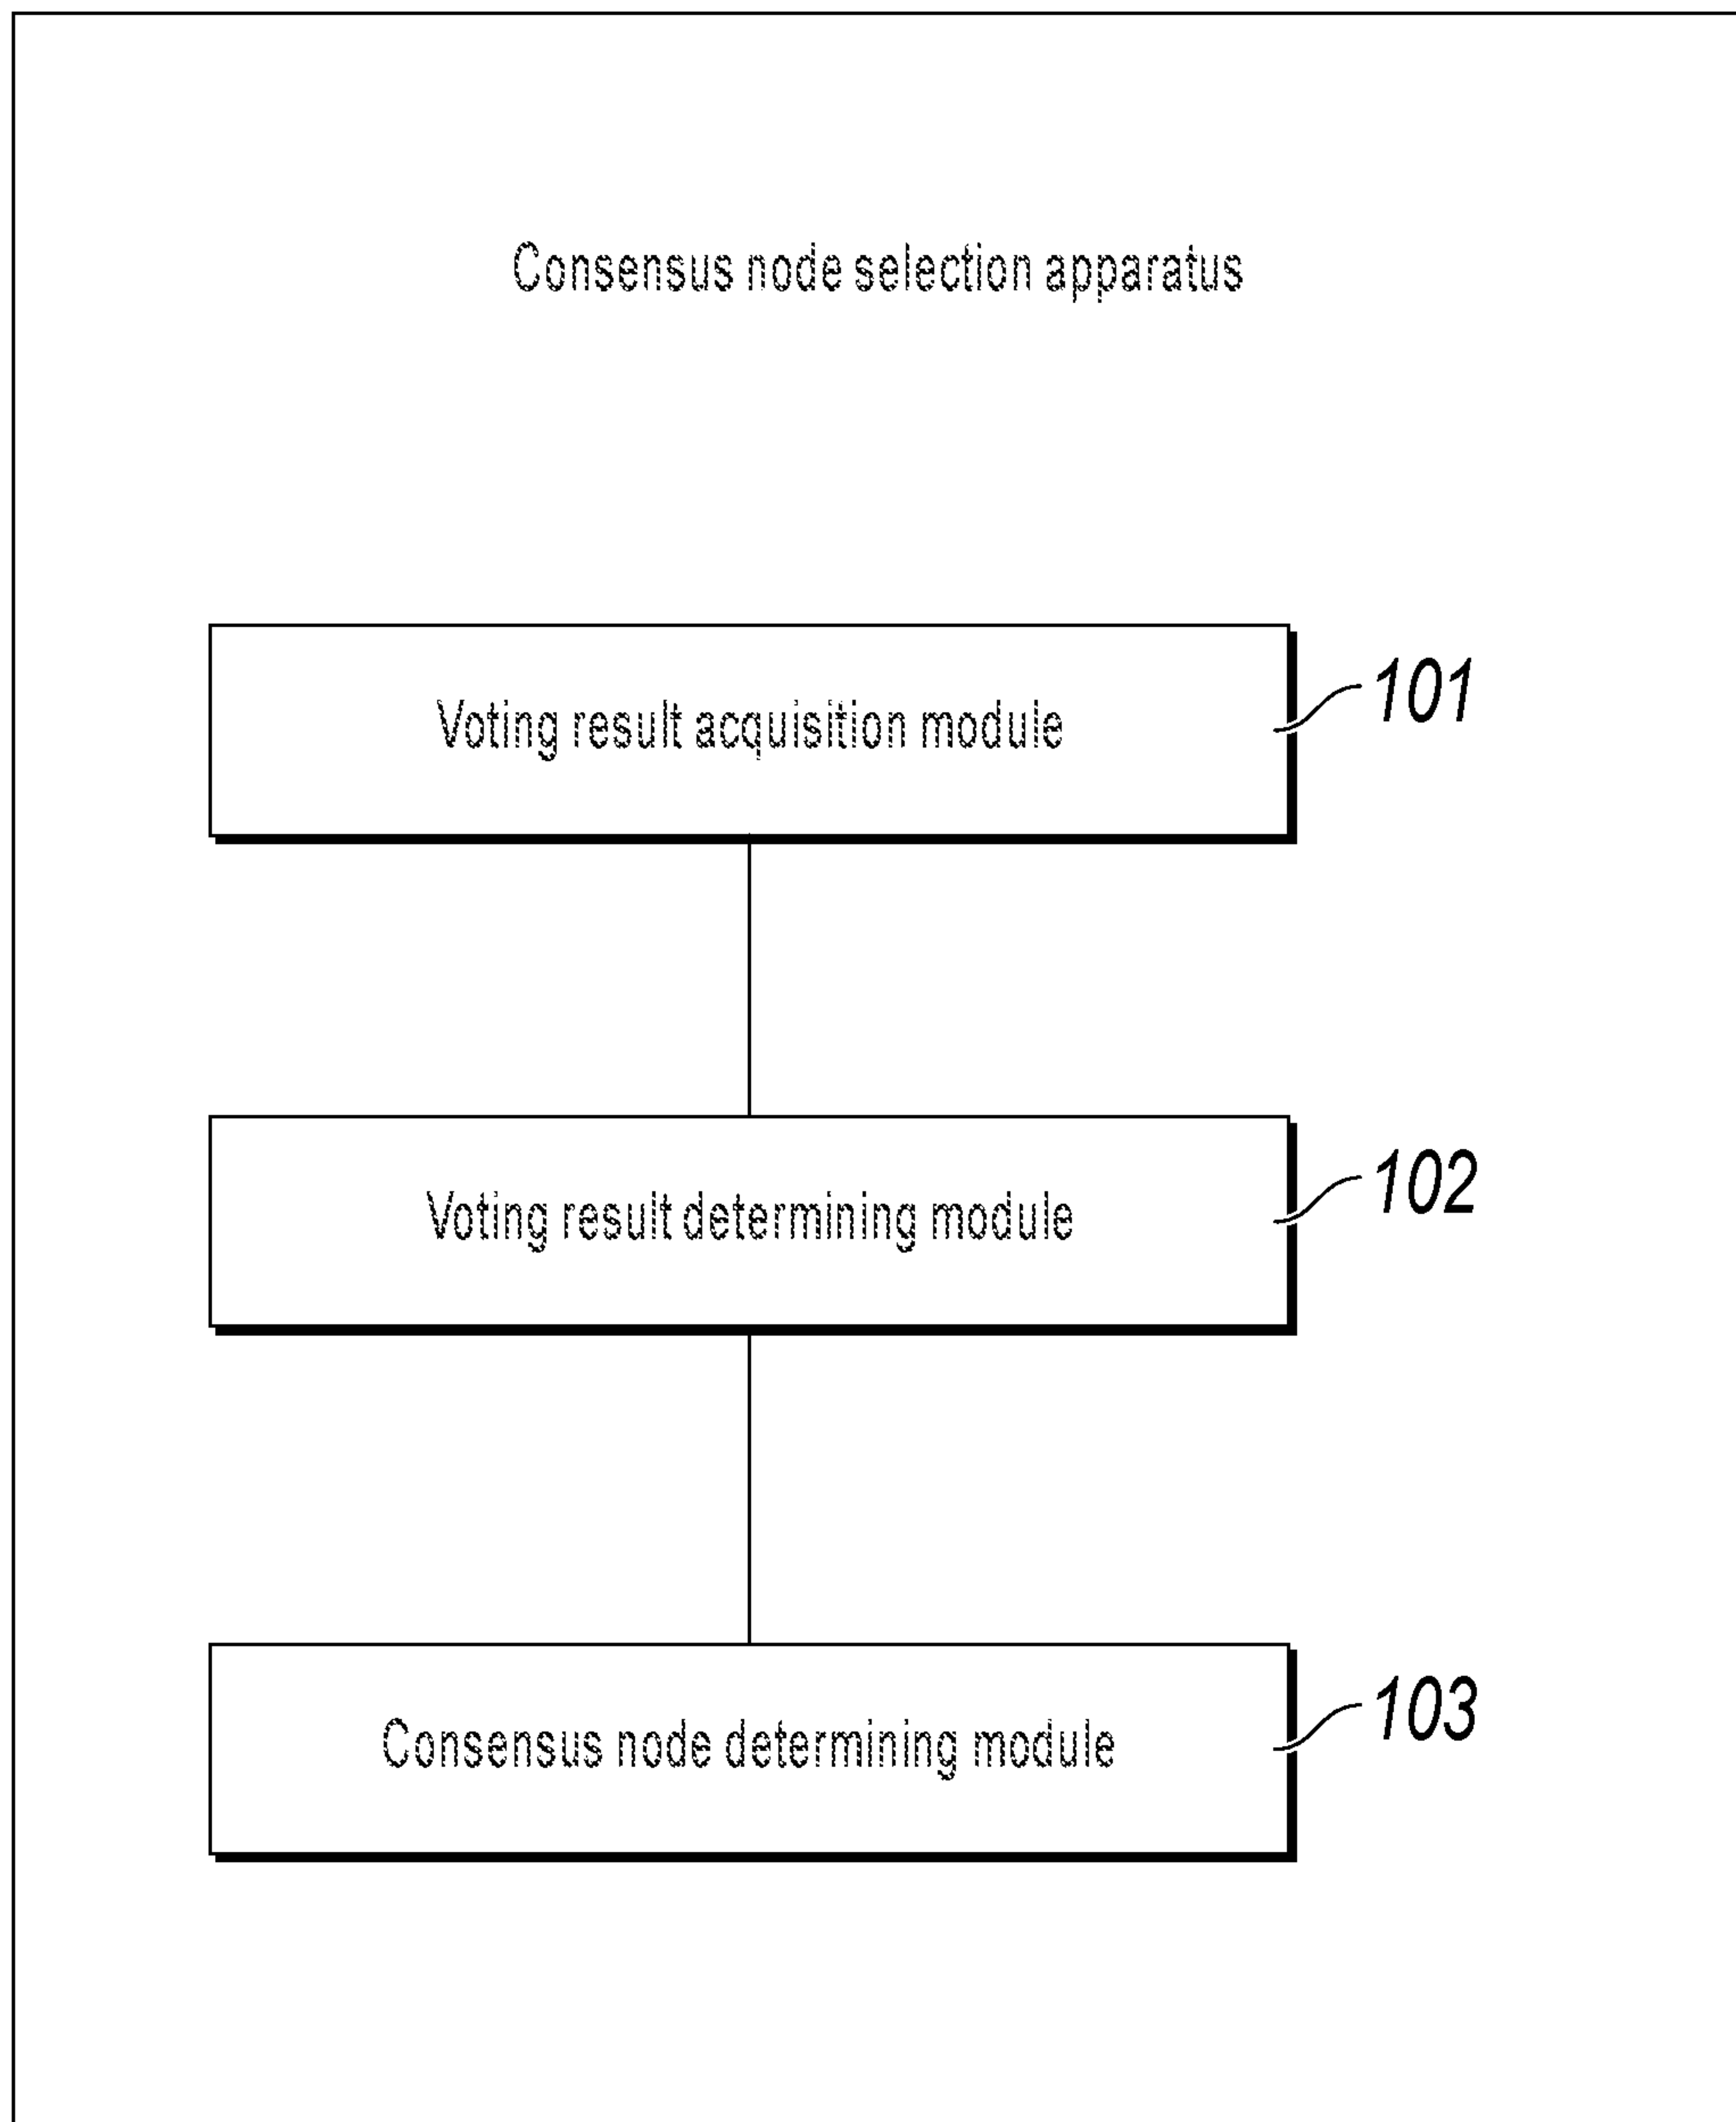 Consensus node selection apparatus
Voting result acquisition module
101
Voting result determining module
102
Consensus node determining module
103